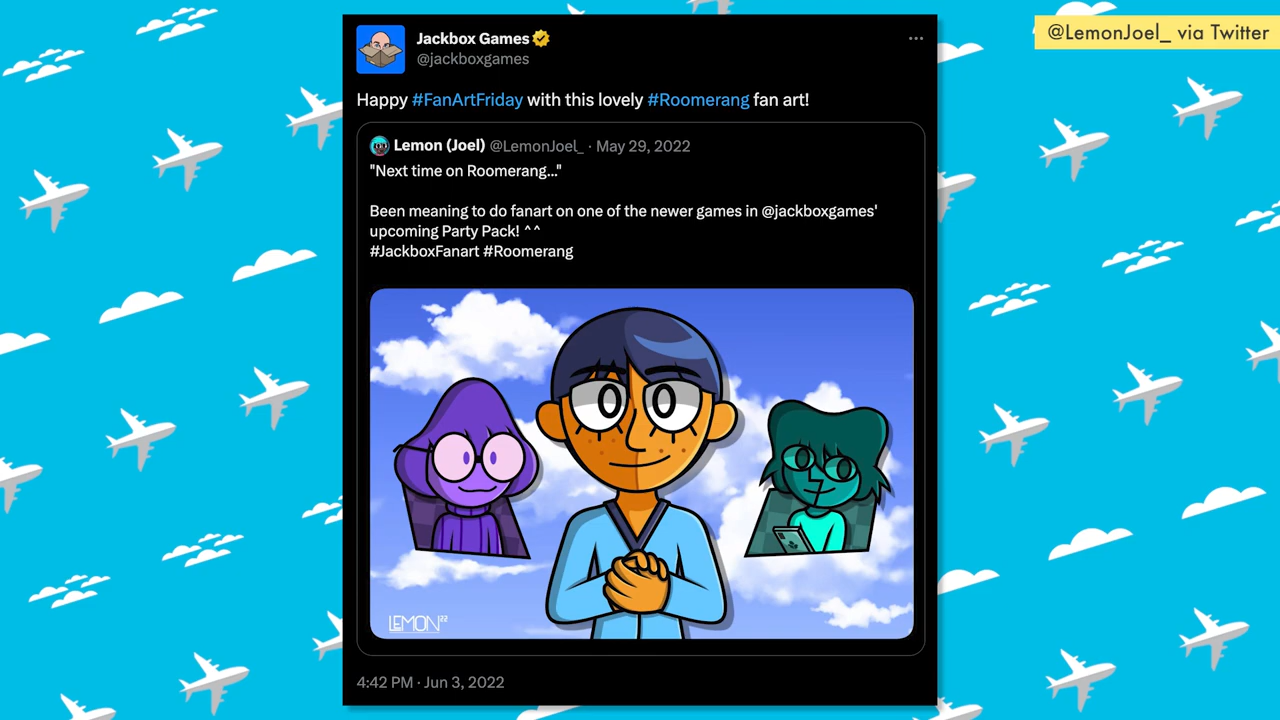 @LemonJoel_ via Twitter
Jackbox Games
@jackboxgames
Happy #FanArtFriday with this lovely #Roomerang fan art!
Lemon (Joel) @LemonJoel_ · May 29, 2022
"Next time on Roomerang..."
Been meaning to do fanart on one of the newer games in @jackboxgames'
upcoming Party Pack! ^^
#JackboxFanart #Roomerang
LEMON'22
4:42 PM · Jun 3, 2022